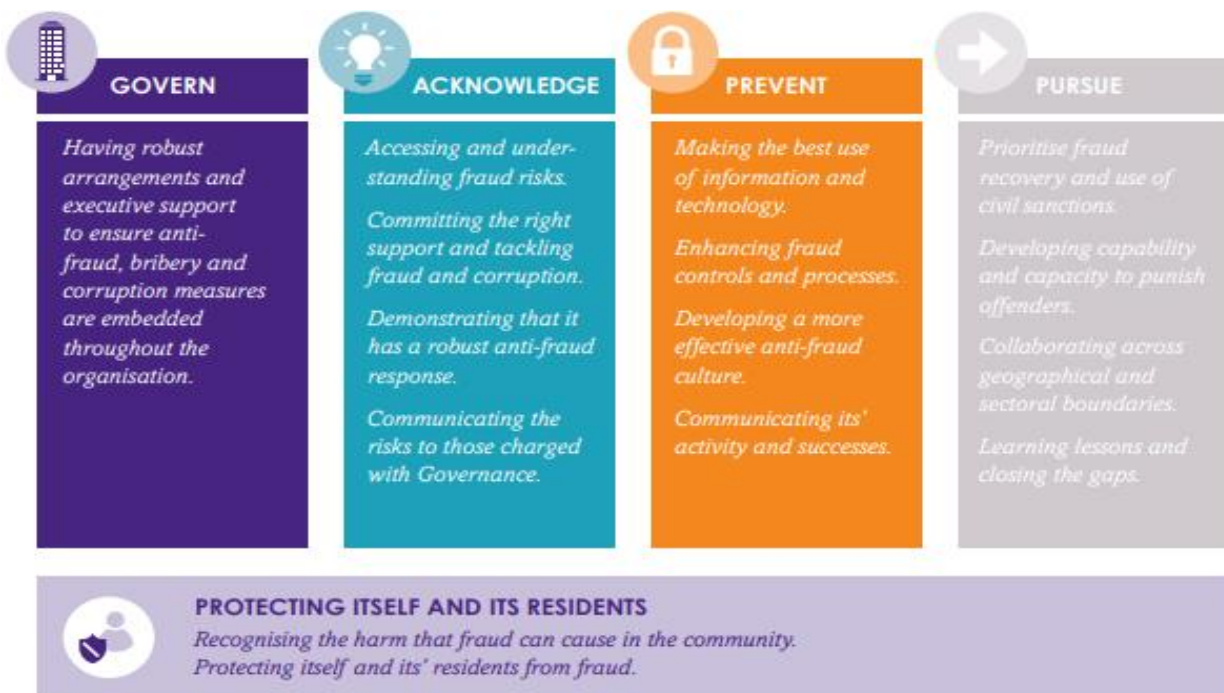 GOVERN
Having robust
arrangements and
executive support
to ensure anti-
fraud, bribery and
corruption measures
are embedded
throughout the
organisation.
ACKNOWLEDGE
Accessing and under-
standing fraud risks.
Committing the right
support and tackling
fraud and corruption.
Demonstrating that it
has a robust anti-fraud
response.
Communicating the
risks to those charged
with Governance.
PREVENT
Making the best use
of information and
technology.
Enhancing fraud
controls and processes.
Developing a more
effective anti-fraud
culture.
Communicating its'
activity and successes.
PURSUE
Prioritise fraud
recovery and use of
civil sanctions.
Developing capability
and capacity to punish
offenders.
Collaborating across
geographical and
sectoral boundaries.
Learning lessons and
closing the gaps.
PROTECTING ITSELF AND ITS RESIDENTS
Recognising the harm that fraud can cause in the community.
Protecting itself and its' residents from fraud.